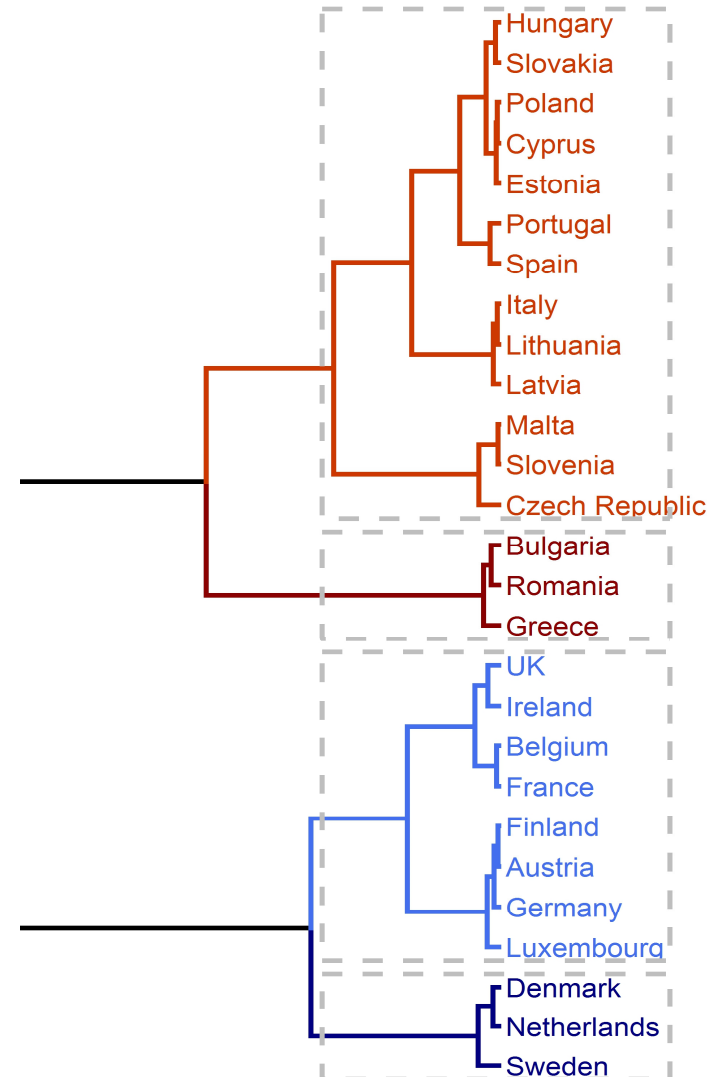 Hungary
Slovakia
Poland
Cyprus
Estonia
Portugal
Spain
Italy
Lithuania
Latvia
Malta
Slovenia
Czech Republic
Bulgaria
Romania
Greece
UK
Ireland
Belgium
France
Finland
Austria
Germany
Luxembourg
Denmark
Netherlands
Sweden